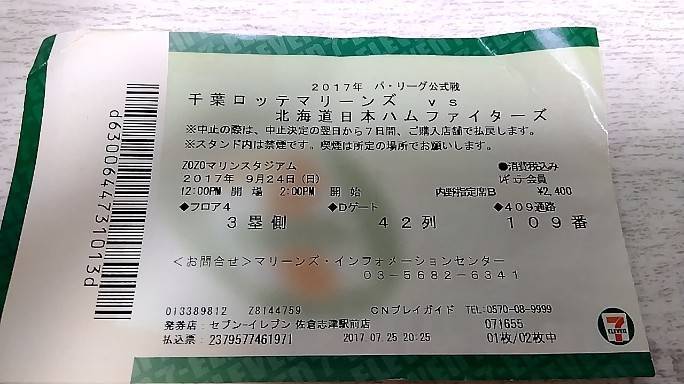 2017年 パ・リーグ公式戦
千葉ロッテマリーンズ vs
北海道日本ハムファイターズ
※中止の際は、中止決定の翌日から7日間、ご購入店舗で払戻します。
※スタンド内は禁煙です。喫煙は所定の場所でお願いします。
ZOZOマリンスタジアム ●消費税込み
2017年 9月24日(日) レギュラー会員
12:00PM 開 場 2:00PM 開 始 内野指定席B ¥2,400
◆フロア4 ◆Dゲート ◆409通路
3塁側 42列 109番
<お問合せ>マリーンズ・インフォメーションセンター
03-5682-6341
013389812 Z8144759 CNプレイガイド TEL:0570-08-9999
発券店：セブン-イレブン 佐倉志津駅前店 071655
払込票：2379577461971 2017.07.25 20:25 01枚/02枚中
7 ELEVEN
d6300644731013d